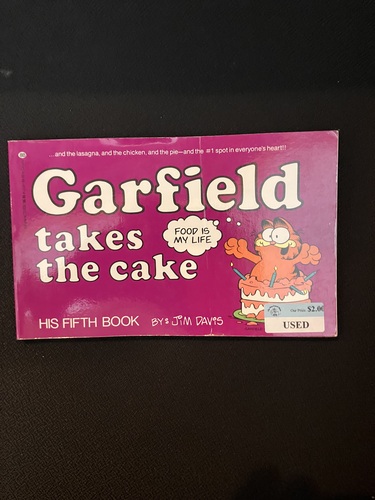 ...and the lasagna, and the chicken, and the pie—and the #1 spot in everyone's heart!!!
Garfield
takes
the cake
FOOD IS
MY LIFE
HIS FIFTH BOOK
BY: JIM DAVIS
$2.00
USED